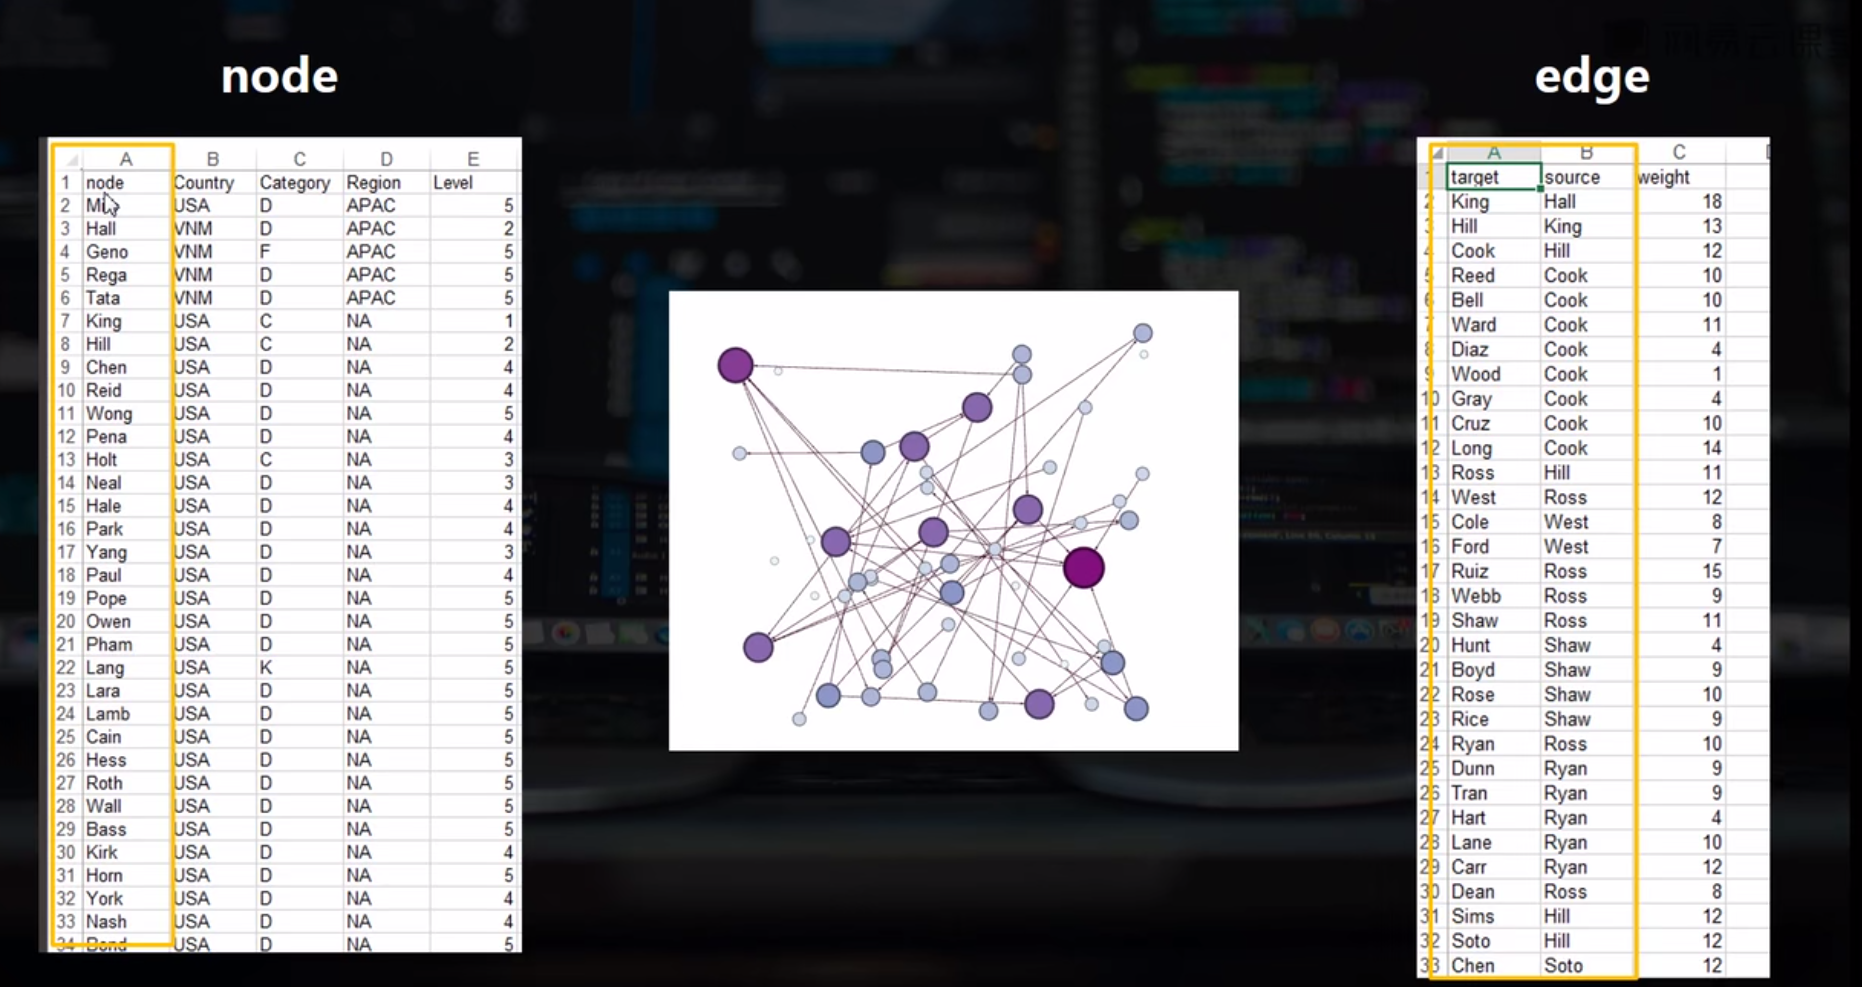 node
edge
A B C D E
1 node Country Category Region Level
2 USA D APAC 5
3 Hall VNM D APAC 2
4 Geno VNM F APAC 5
5 Rega VNM D APAC 5
6 Tata VNM D APAC 5
7 King USA C NA 1
8 Hill USA C NA 2
9 Chen USA D NA 4
10 Reid USA D NA 4
11 Wong USA D NA 5
12 Pena USA D NA 4
13 Holt USA C NA 3
14 Neal USA D NA 3
15 Hale USA D NA 4
16 Park USA D NA 4
17 Yang USA D NA 3
18 Paul USA D NA 4
19 Pope USA D NA 5
20 Owen USA D NA 5
21 Pham USA D NA 5
22 Lang USA K NA 5
23 Lara USA D NA 5
24 Lamb USA D NA 5
25 Cain USA D NA 5
26 Hess USA D NA 5
27 Roth USA D NA 5
28 Wall USA D NA 5
29 Bass USA D NA 5
30 Kirk USA D NA 4
31 Horn USA D NA 5
32 York USA D NA 4
33 Nash USA D NA 4
34 Bond USA D NA 5
A B C
target source weight
2 King Hall 18
3 Hill King 13
4 Cook Hill 12
5 Reed Cook 10
6 Bell Cook 10
7 Ward Cook 11
8 Diaz Cook 4
9 Wood Cook 1
10 Gray Cook 4
11 Cruz Cook 10
12 Long Cook 14
13 Ross Hill 11
14 West Ross 12
15 Cole West 8
16 Ford West 7
17 Ruiz Ross 15
18 Webb Ross 9
19 Shaw Ross 11
20 Hunt Shaw 4
21 Boyd Shaw 9
22 Rose Shaw 10
23 Rice Shaw 9
24 Ryan Ross 10
25 Dunn Ryan 9
26 Tran Ryan 9
27 Hart Ryan 4
28 Lane Ryan 10
29 Carr Ryan 12
30 Dean Ross 8
31 Sims Hill 12
32 Soto Hill 12
33 Chen Soto 12